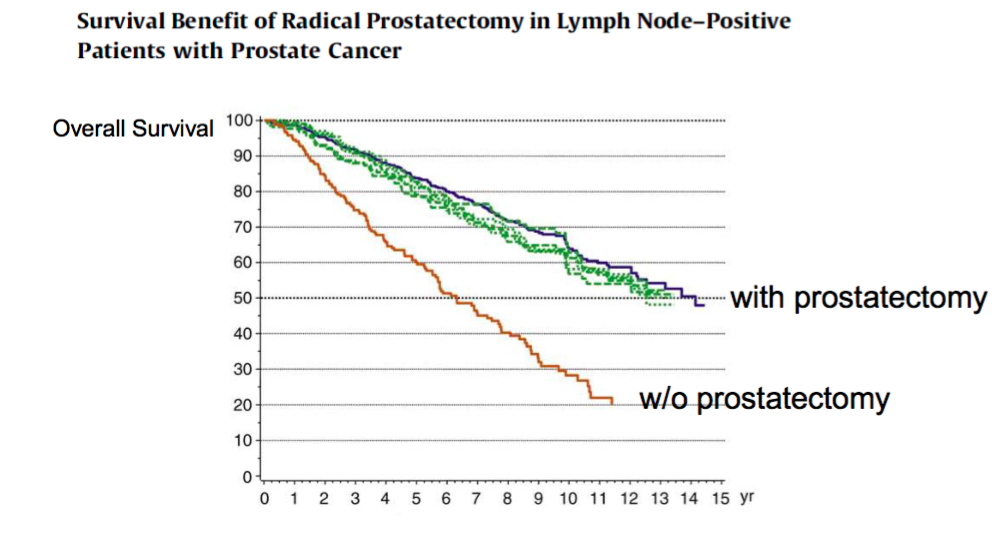 Survival Benefit of Radical Prostatectomy in Lymph Node–Positive
Patients with Prostate Cancer
Overall Survival
100
90
80
70
60
50
40
30
20
10
0
with prostatectomy
w/o prostatectomy
0 1 2 3 4 5 6 7 8 9 10 11 12 13 14 15 yr